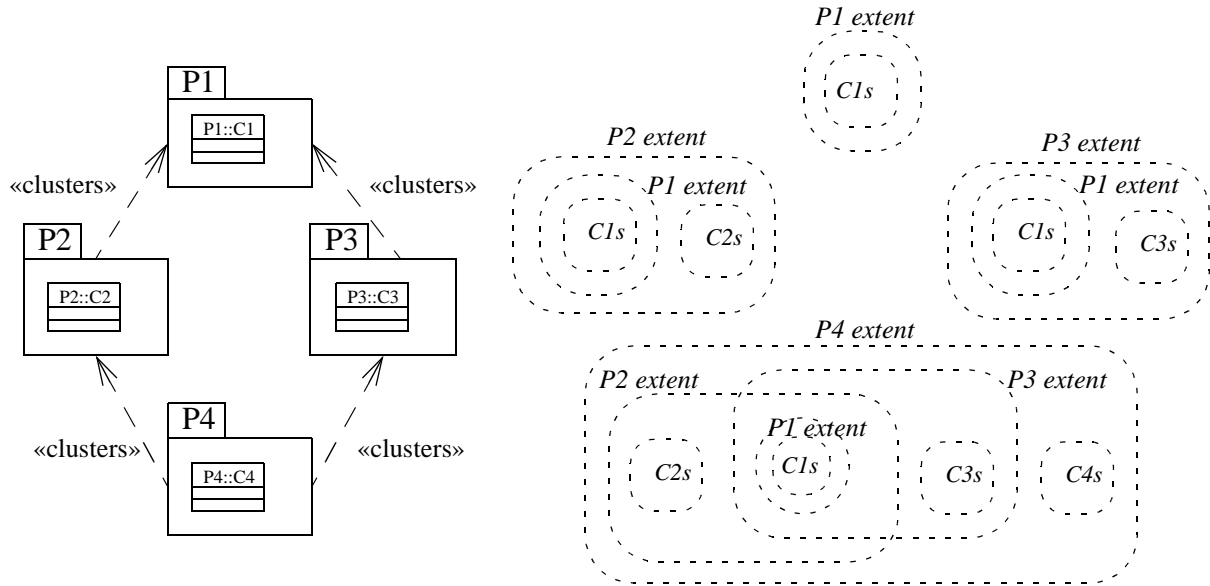 P1
P1::C1
«clusters»
«clusters»
P2
P2::C2
P3
P3::C3
P4
P4::C4
«clusters»
«clusters»
P1 extent
C1s
P2 extent
P1 extent
C1s
C2s
P3 extent
P1 extent
C1s
C3s
P4 extent
P2 extent
P3 extent
P1 extent
C2s
C1s
C3s
C4s